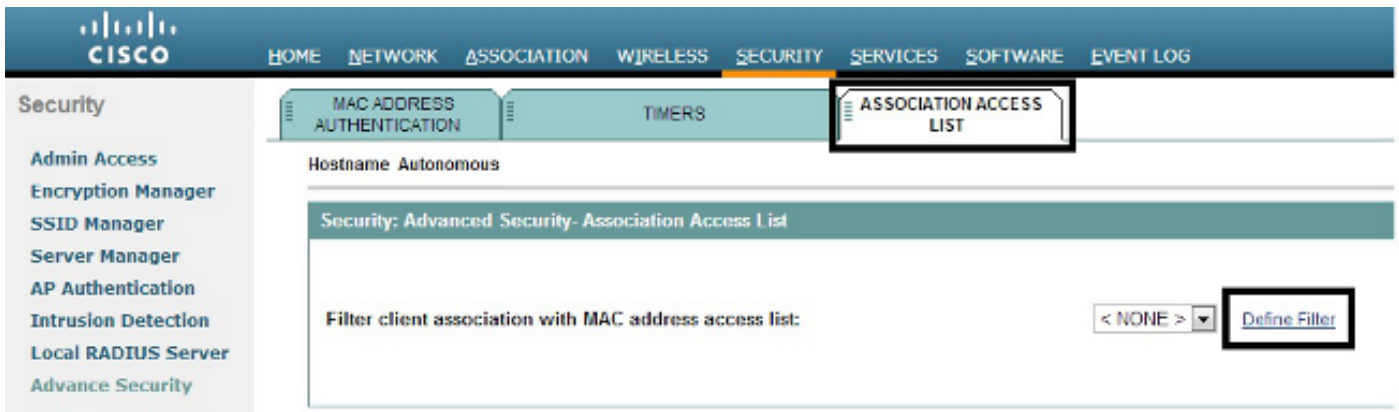 CISCO
HOME NETWORK ASSOCIATION WIRELESS SECURITY SERVICES SOFTWARE EVENT LOG
Security
Admin Access
Encryption Manager
SSID Manager
Server Manager
AP Authentication
Intrusion Detection
Local RADIUS Server
Advance Security
MAC ADDRESS
AUTHENTICATION
TIMERS
ASSOCIATION ACCESS
LIST
Hostname Autonomous
Security: Advanced Security- Association Access List
Filter client association with MAC address access list: < NONE > Define Filter